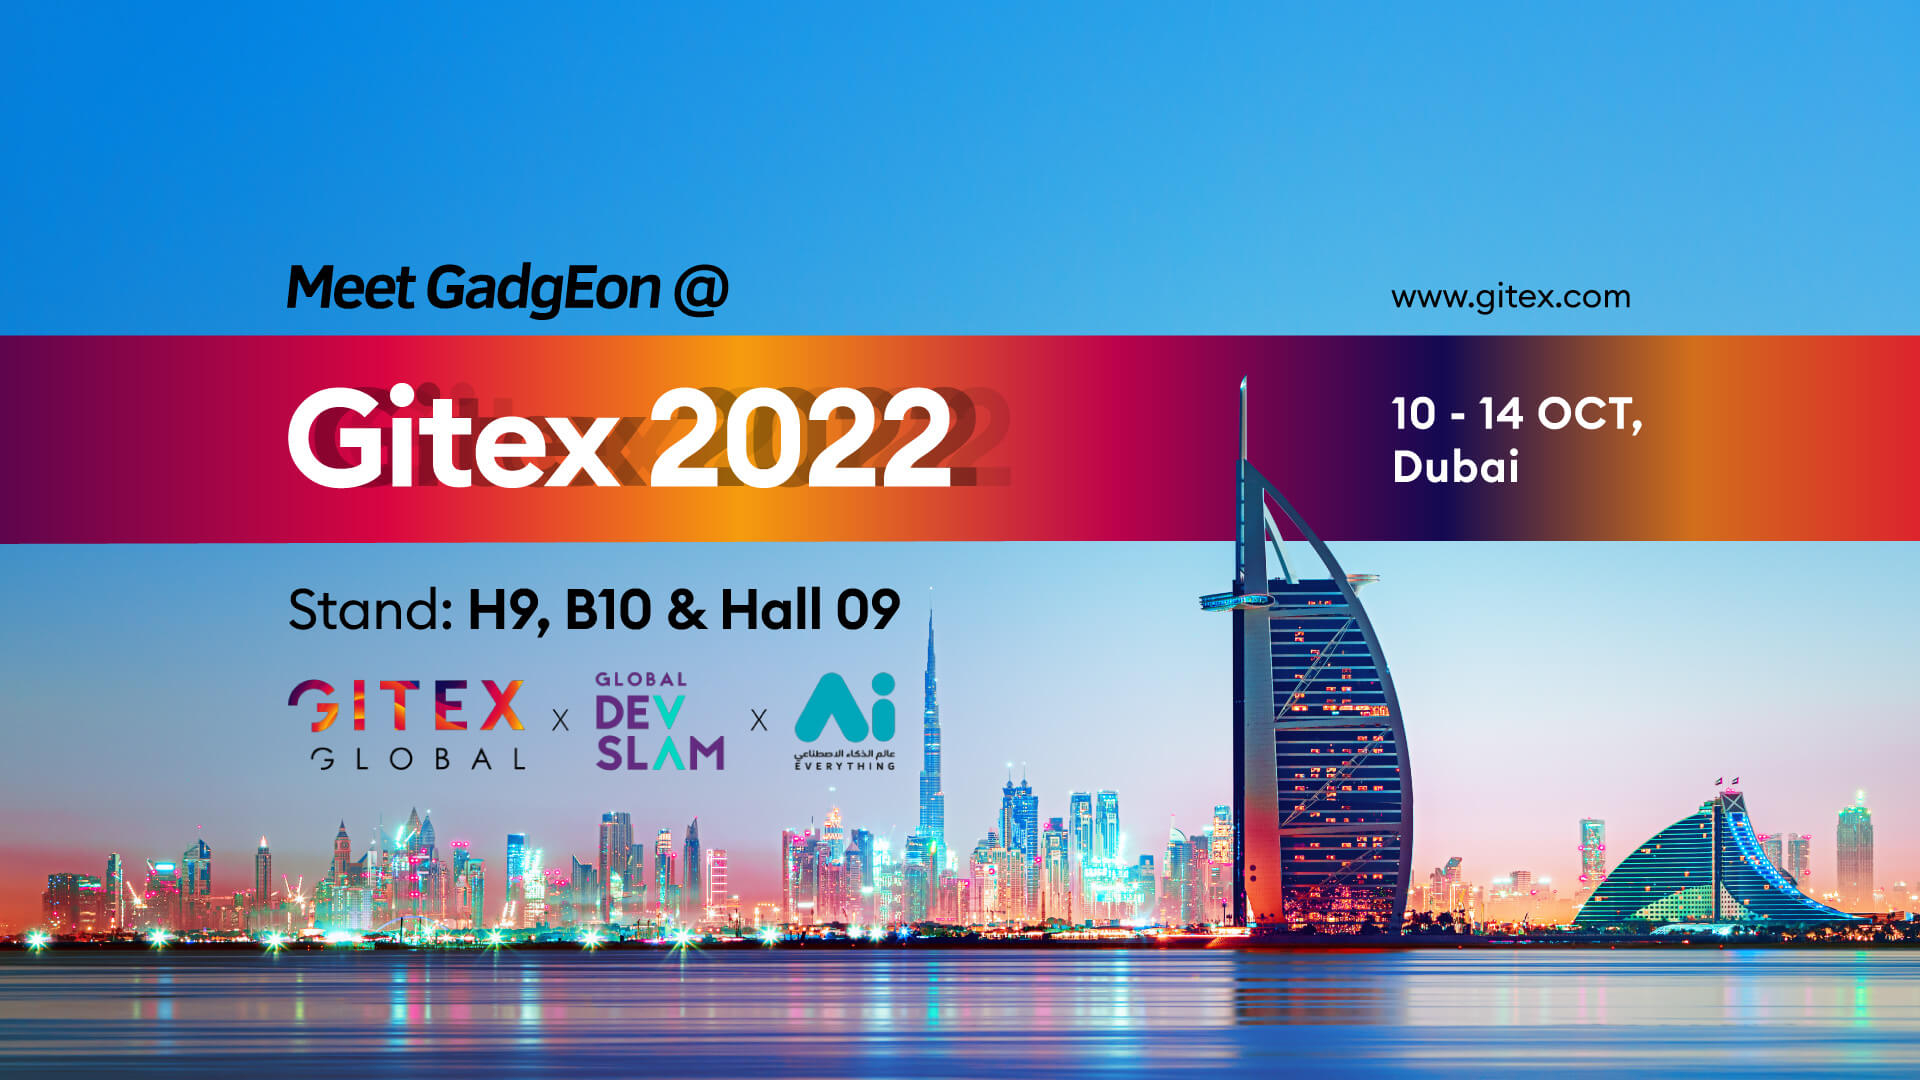 Meet GadgEon @
www.gitex.com
Gitex 2022
10 - 14 OCT,
Dubai
Stand: H9, B10 & Hall 09
GITEX
GLOBAL
X
GLOBAL
DEV
SLAM
X
Ai
عالم الذكاء الاصطناعي
EVERYTHING